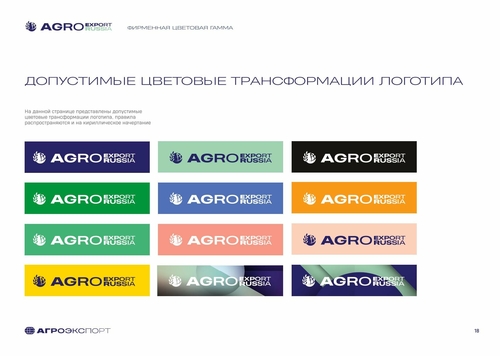 AGRO EXPORT RUSSIA
ФИРМЕННАЯ ЦВЕТОВАЯ ГАММА
ДОПУСТИМЫЕ ЦВЕТОВЫЕ ТРАНСФОРМАЦИИ ЛОГОТИПА
На данной странице представлены допустимые
цветовые трансформации логотипа, правила
распространяются и на кириллическое начертание
AGRO EXPORT RUSSIA
AGRO EXPORT RUSSIA
AGRO EXPORT RUSSIA
AGRO EXPORT RUSSIA
AGRO EXPORT RUSSIA
AGRO EXPORT RUSSIA
AGRO EXPORT RUSSIA
AGRO EXPORT RUSSIA
AGRO EXPORT RUSSIA
AGRO EXPORT RUSSIA
AGRO EXPORT RUSSIA
AGRO EXPORT RUSSIA
АГРОЭКСПОРТ
18